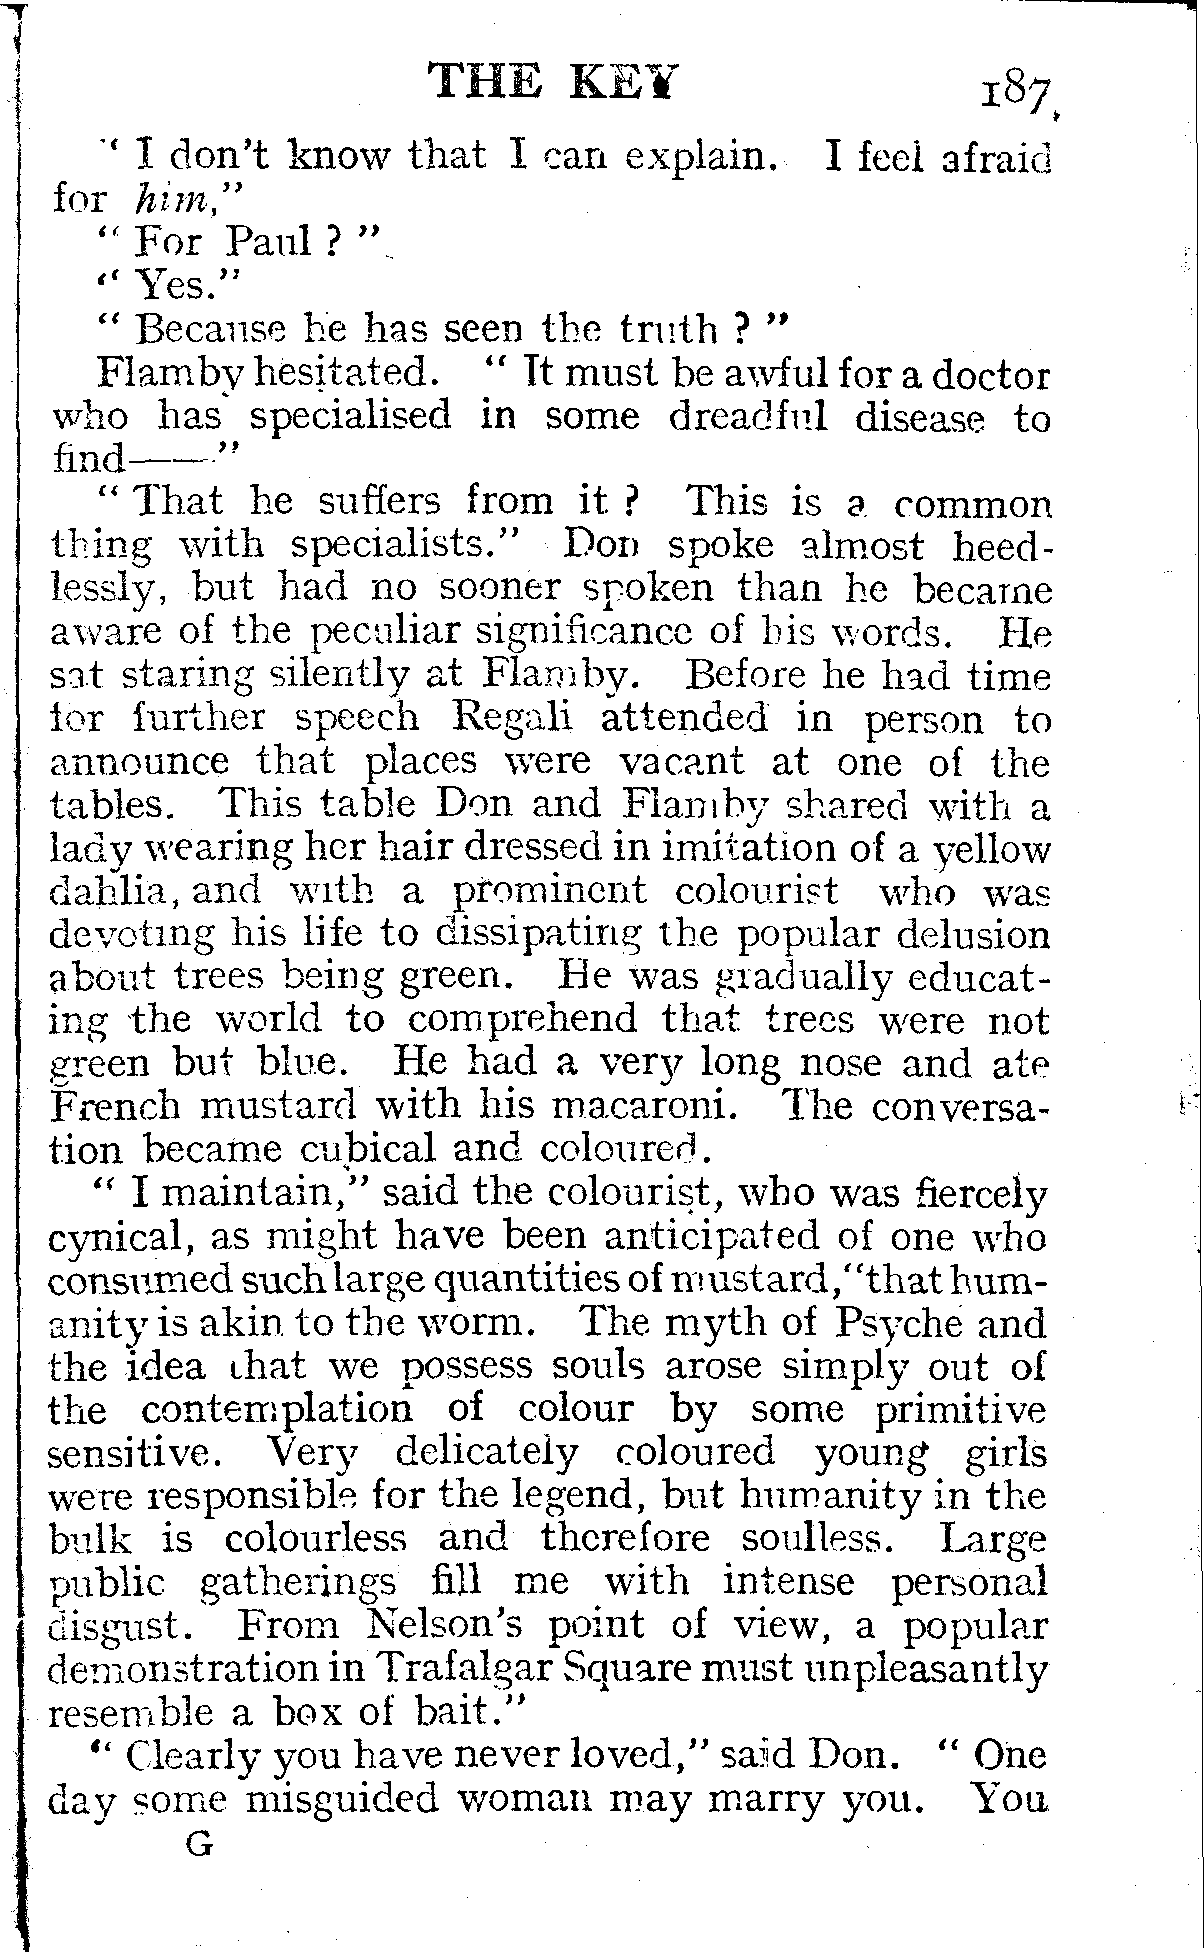 THE KEY 187
" I don't know that I can explain. I feel afraid
for him,"
" For Paul ? "
" Yes."
" Because he has seen the truth ? "
Flamby hesitated. " It must be awful for a doctor
who has specialised in some dreadful disease to
find——"
" That he suffers from it ? This is a common
thing with specialists." Don spoke almost heed-
lessly, but had no sooner spoken than he became
aware of the peculiar significance of his words. He
sat staring silently at Flamby. Before he had time
for further speech Regali attended in person to
announce that places were vacant at one of the
tables. This table Don and Flamby shared with a
lady wearing her hair dressed in imitation of a yellow
dahlia, and with a prominent colourist who was
devoting his life to dissipating the popular delusion
about trees being green. He was gradually educat-
ing the world to comprehend that trees were not
green but blue. He had a very long nose and ate
French mustard with his macaroni. The conversa-
tion became cubical and coloured.
" I maintain," said the colourist, who was fiercely
cynical, as might have been anticipated of one who
consumed such large quantities of mustard, "that hum-
anity is akin to the worm. The myth of Psyche and
the idea that we possess souls arose simply out of
the contemplation of colour by some primitive
sensitive. Very delicately coloured young girls
were responsible for the legend, but humanity in the
bulk is colourless and therefore soulless. Large
public gatherings fill me with intense personal
disgust. From Nelson's point of view, a popular
demonstration in Trafalgar Square must unpleasantly
resemble a box of bait."
" Clearly you have never loved," said Don. " One
day some misguided woman may marry you. You
G